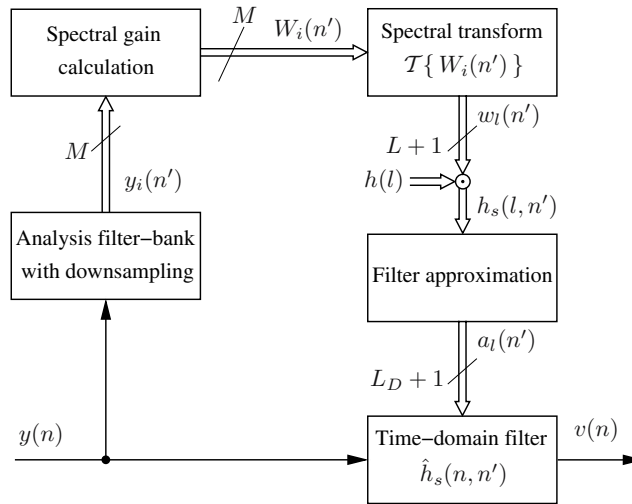 Spectral gain
calculation
M
W_i(n')
Spectral transform
𝒯{ W_i(n') }
w_l(n')
L + 1
M
y_i(n')
h(l)
h_s(l, n')
Analysis filter−bank
with downsampling
Filter approximation
a_l(n')
L_D + 1
y(n)
Time−domain filter
ĥ_s(n, n')
v(n)